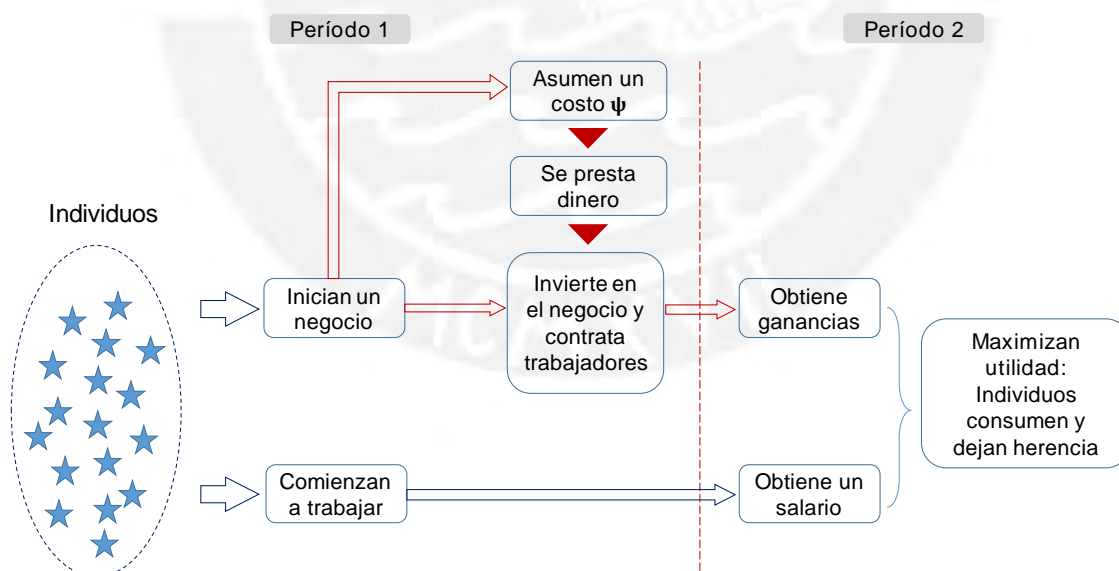 Período 1
Período 2
Asumen un
costo ψ
Se presta
dinero
Individuos
Inician un
negocio
Invierte en
el negocio y
contrata
trabajadores
Obtiene
ganancias
Maximizan
utilidad:
Individuos
consumen y
dejan herencia
Comienzan
a trabajar
Obtiene un
salario